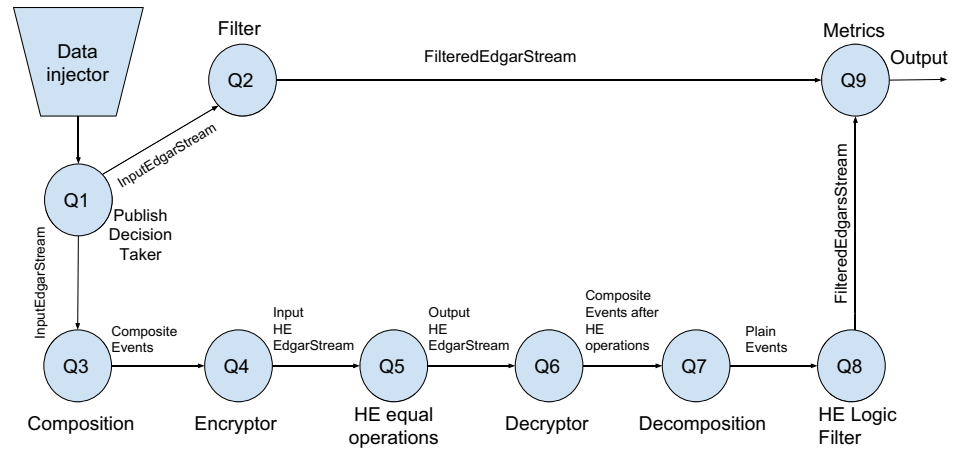 Data
injector
Filter
Q2
FilteredEdgarStream
Metrics
Q9
Output
InputEdgarStream
Q1
Publish
Decision
Taker
InputEdgarStream
FilteredEdgarsStream
Q3
Composite
Events
Q4
Input
HE
EdgarStream
Q5
Output
HE
EdgarStream
Q6
Composite
Events after
HE
operations
Q7
Plain
Events
Q8
Composition
Encryptor
HE equal
operations
Decryptor
Decomposition
HE Logic
Filter